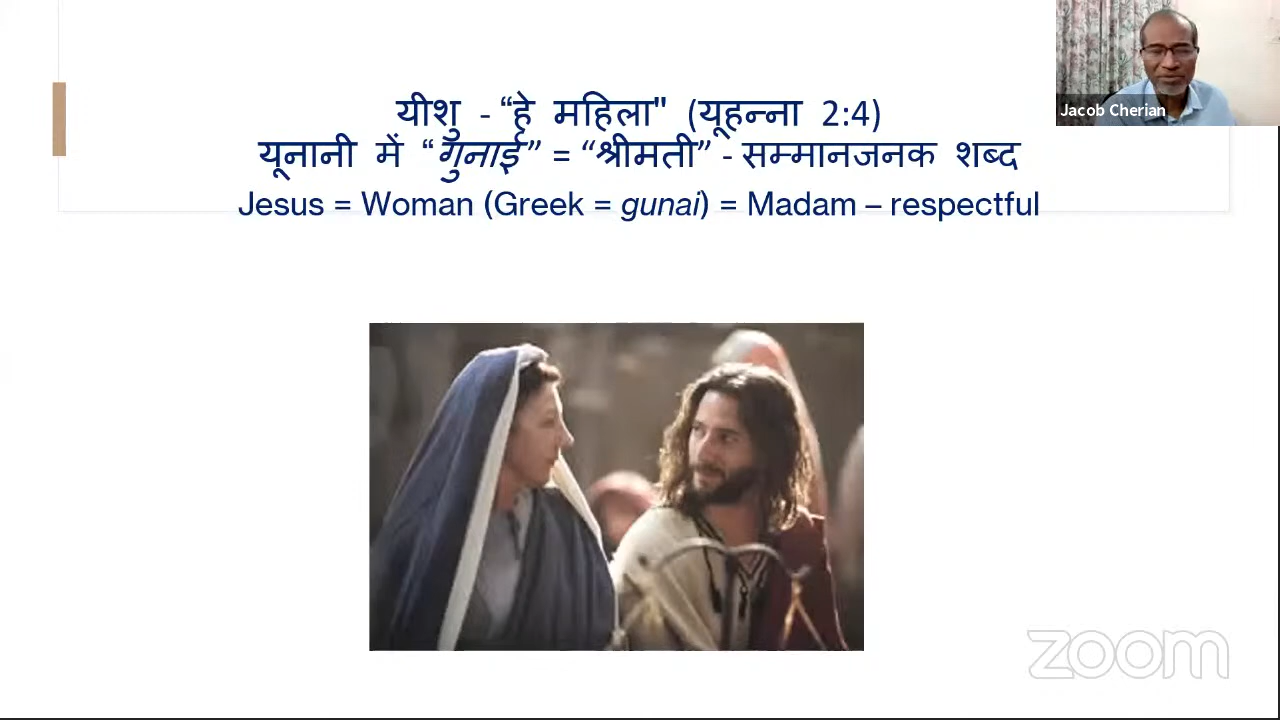 यीशु - “हे महिला" (यूहन्ना 2:4)
यूनानी में “गुनाई” = “श्रीमती” - सम्मानजनक शब्द
Jesus = Woman (Greek = gunai) = Madam – respectful
Jacob Cherian
zoom